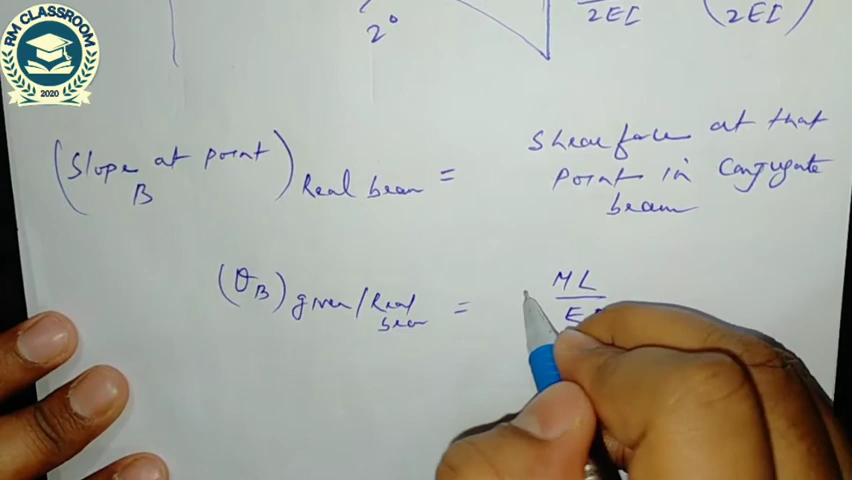 RM CLASSROOM
2020
2°
2EI
2EI
(Slope at point B) Real beam =
Shear force at that
point in Conjugate
beam
(θB) given/Real beam =
ML